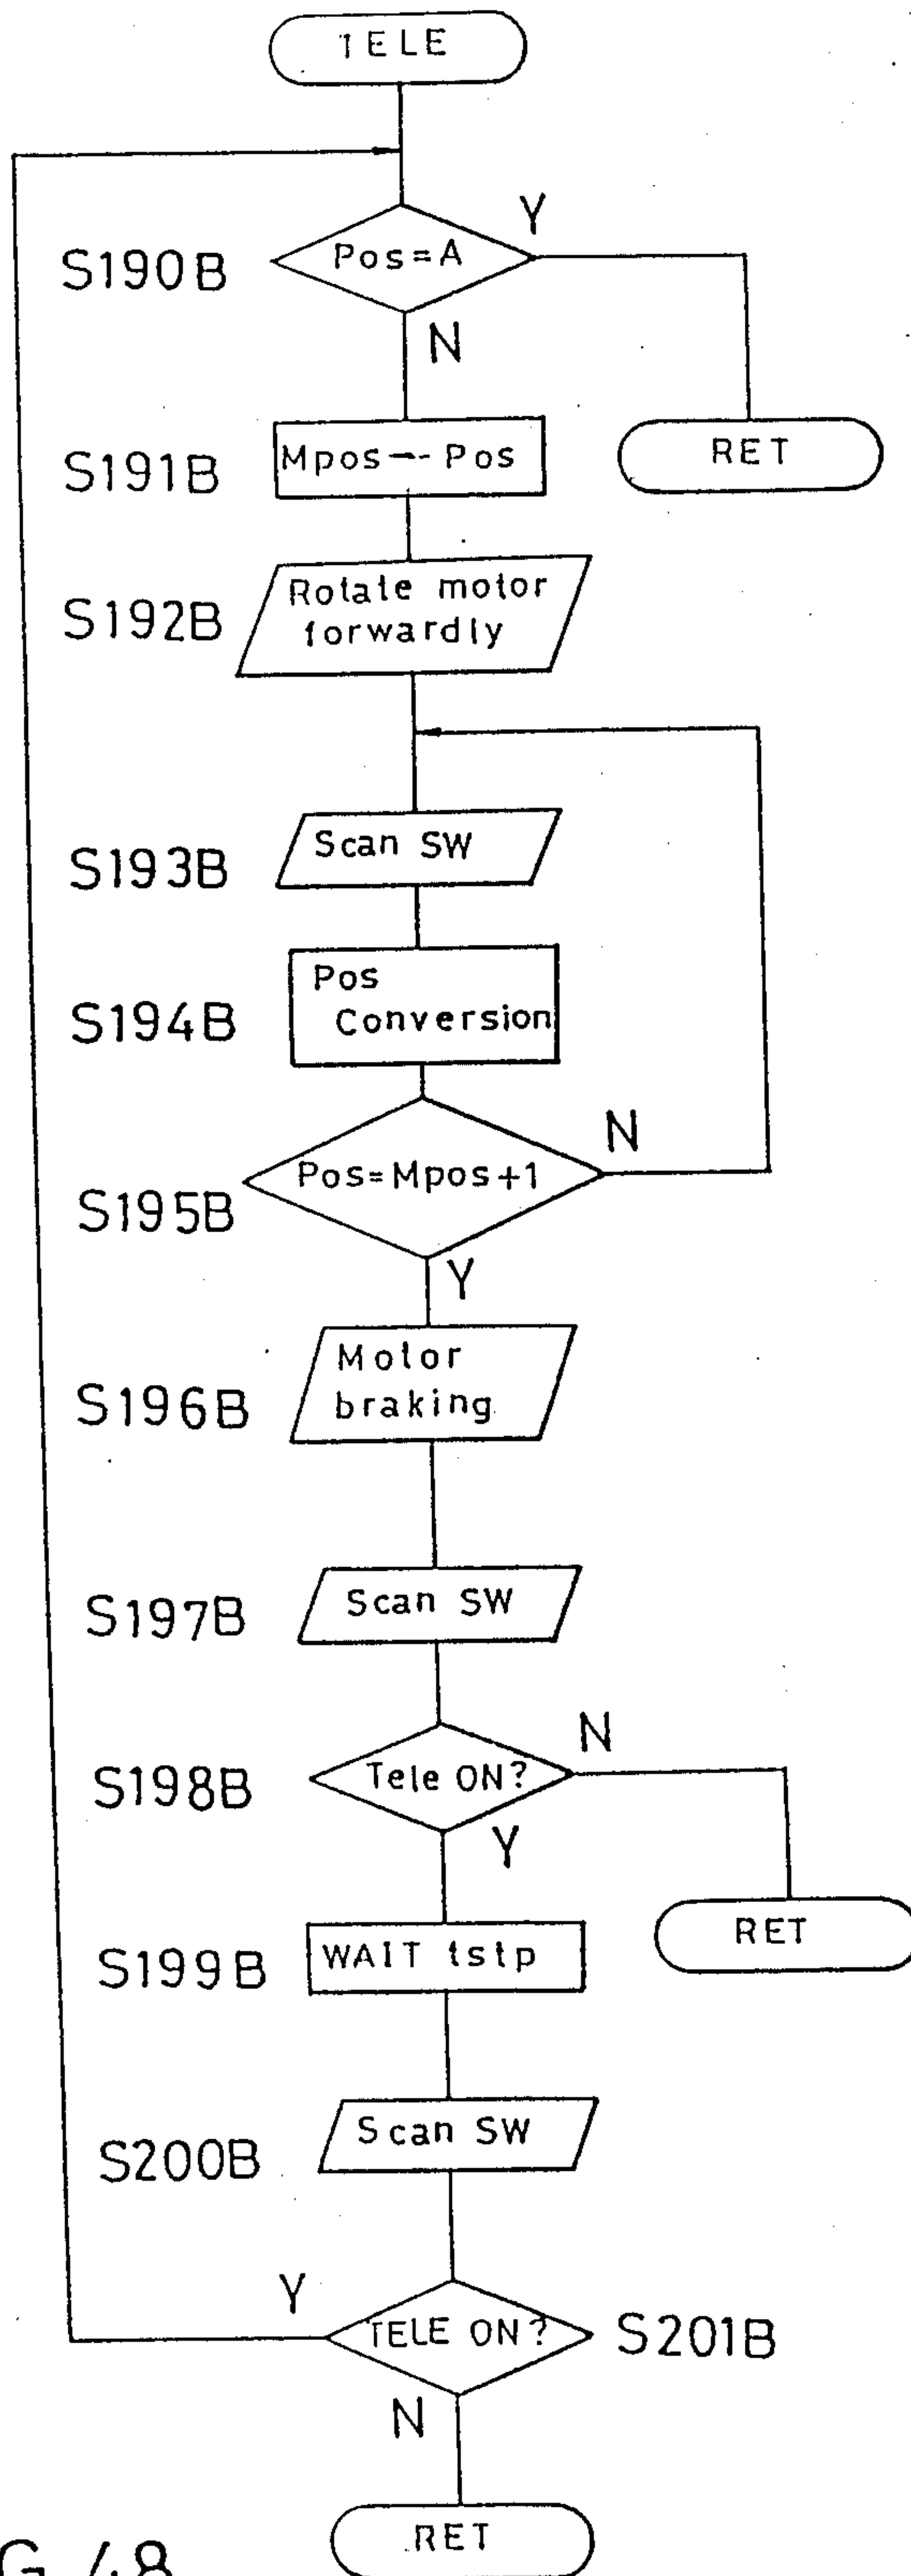 TELE
Y
S190B
Pos=A
N
S191B
Mpos ← Pos
RET
S192B
Rotate motor
forwardly
S193B
Scan SW
S194B
Pos
Conversion
N
S195B
Pos=Mpos+1
Y
S196B
Motor
braking
S197B
Scan SW
N
S198B
Tele ON?
Y
S199B
WAIT tstp
RET
S200B
Scan SW
Y
TELE ON?
S201B
N
RET
G. 48